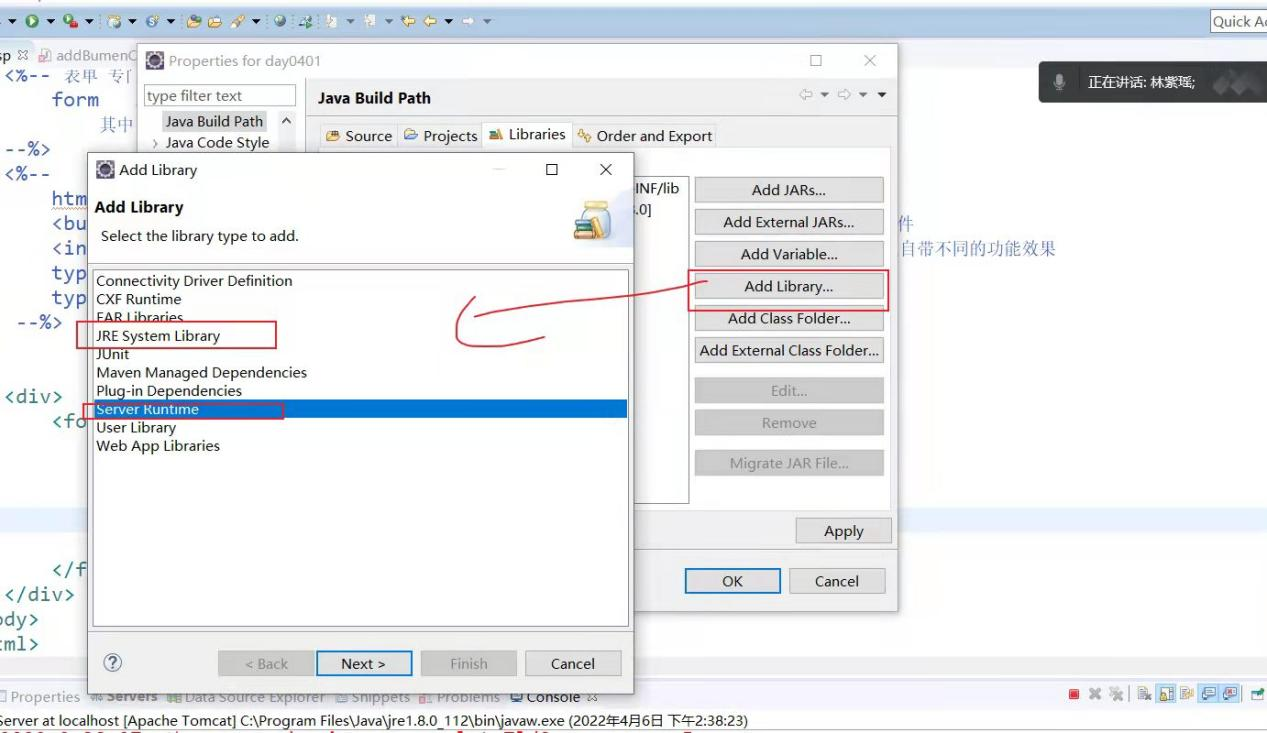 Quick Ac
sp
addBumenC
<%-- 表单 专门
form
其中
--%>
<%--
htm
<bu
<in
typ
typ
--%>
件
自带不同的功能效果
<div>
<fo
</f
</div>
ody>
tml>
正在讲话: 林紫瑶;
Properties for day0401
type filter text
Java Build Path
Java Build Path
Java Code Style
Source
Projects
Libraries
Order and Export
INF/lib
.0]
Add JARs...
Add External JARs...
Add Variable...
Add Library...
Add Class Folder...
Add External Class Folder...
Edit...
Remove
Migrate JAR File...
Apply
OK
Cancel
Add Library
Add Library
Select the library type to add.
Connectivity Driver Definition
CXF Runtime
EAR Libraries
JRE System Library
JUnit
Maven Managed Dependencies
Plug-in Dependencies
Server Runtime
User Library
Web App Libraries
?
< Back
Next >
Finish
Cancel
Properties
Servers
Data Source Explorer
Snippets
Problems
Console
Server at localhost [Apache Tomcat] C:\Program Files\Java\jre1.8.0_112\bin\javaw.exe (2022年4月6日 下午2:38:23)